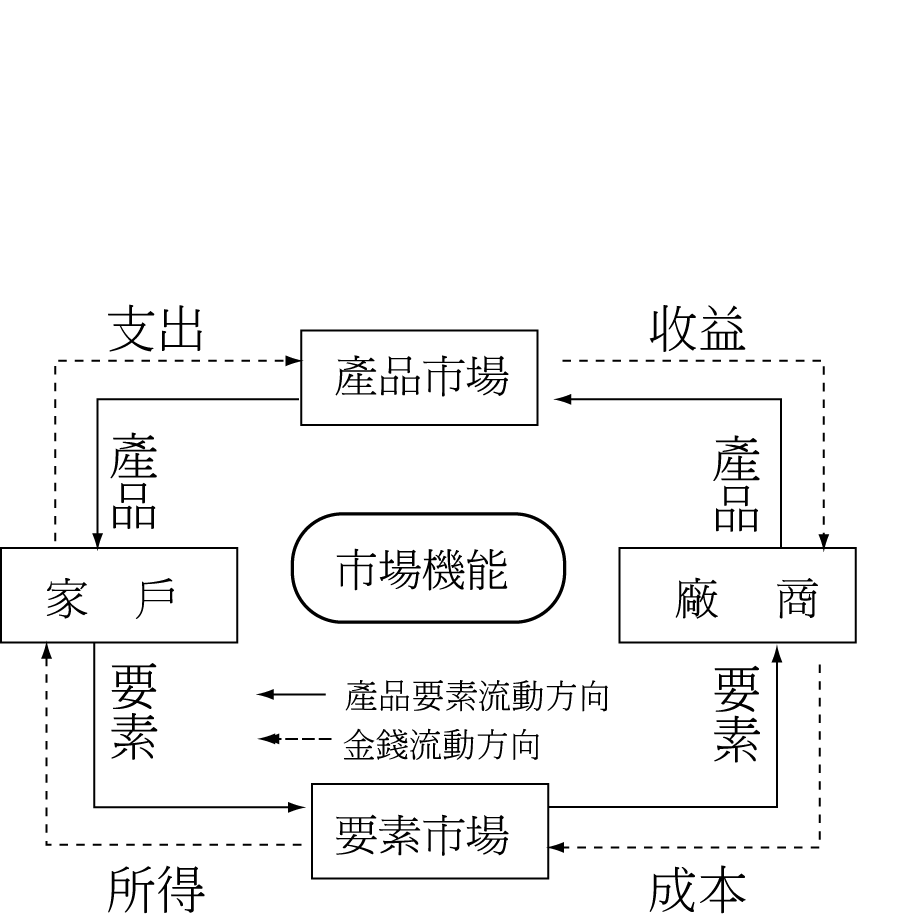 支出
收益
產品市場
產品
產品
市場機能
家 戶
廠 商
要素
要素
產品要素流動方向
金錢流動方向
要素市場
所得
成本